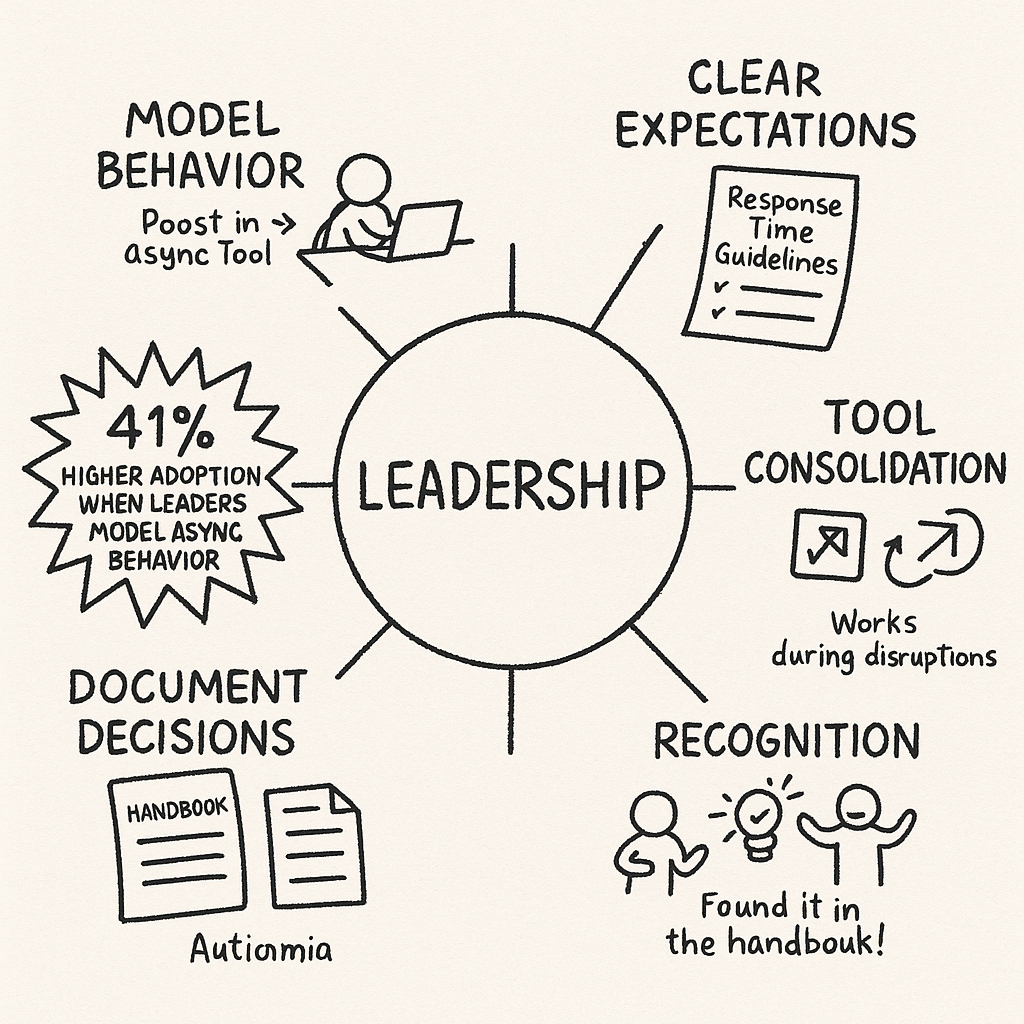 MODEL
BEHAVIOR
Poost in →
async Tool
CLEAR
EXPECTATIONS
Response
Time
Guidelines
41%
HIGHER ADOPTION
WHEN LEADERS
MODEL ASYNC
BEHAVIOR
LEADERSHIP
TOOL
CONSOLIDATION
Works
during disruptions
DOCUMENT
DECISIONS
HANDBOOK
RECOGNITION
Found it in
the handbouk!